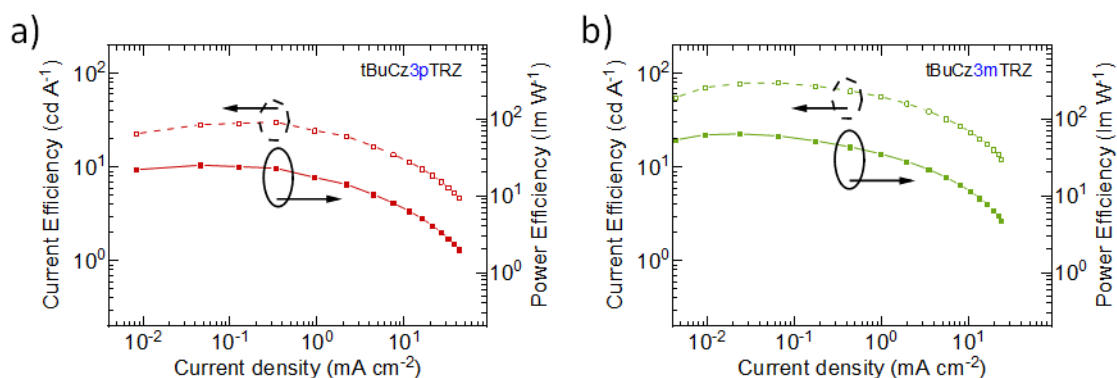 a)
tBuCz3pTRZ
Current Efficiency (cd A⁻¹)
10²
10¹
10⁰
Power Efficiency (lm W⁻¹)
10²
10¹
10⁰
10⁻² 10⁻¹ 10⁰ 10¹
Current density (mA cm⁻²)
b)
tBuCz3mTRZ
Current Efficiency (cd A⁻¹)
10²
10¹
10⁰
Power Efficiency (lm W⁻¹)
10²
10¹
10⁰
10⁻² 10⁻¹ 10⁰ 10¹
Current density (mA cm⁻²)